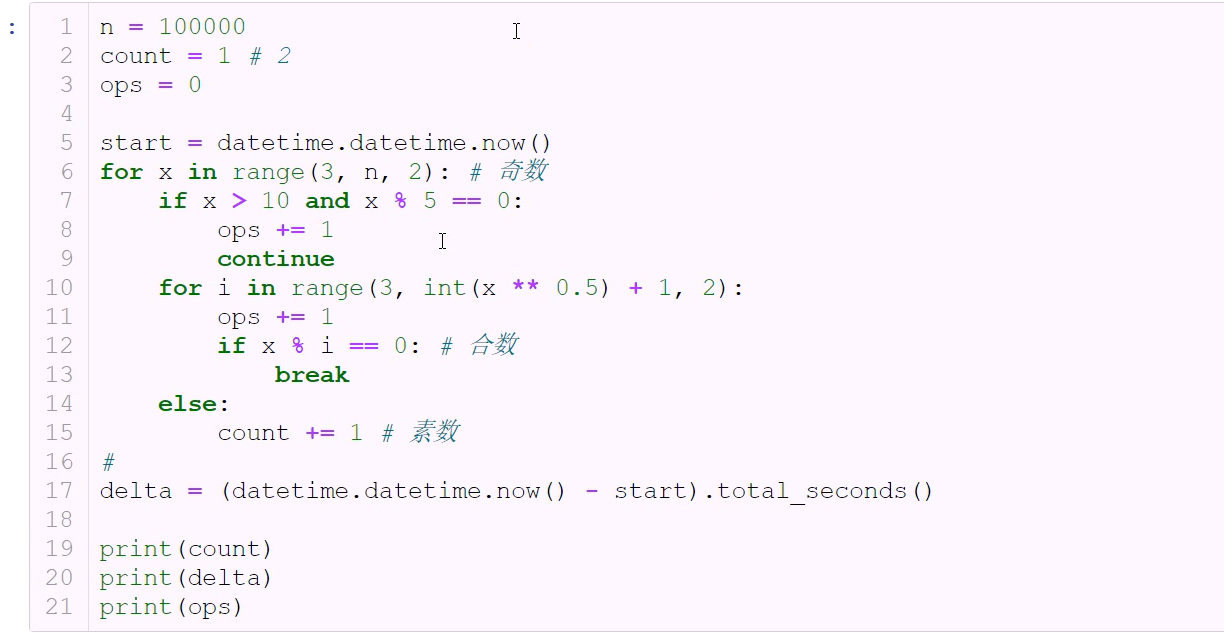 :
1 n = 100000
2 count = 1 # 2
3 ops = 0
4
5 start = datetime.datetime.now()
6 for x in range(3, n, 2): # 奇数
7     if x > 10 and x % 5 == 0:
8         ops += 1
9         continue
10     for i in range(3, int(x ** 0.5) + 1, 2):
11         ops += 1
12         if x % i == 0: # 合数
13             break
14     else:
15         count += 1 # 素数
16 #
17 delta = (datetime.datetime.now() - start).total_seconds()
18
19 print(count)
20 print(delta)
21 print(ops)